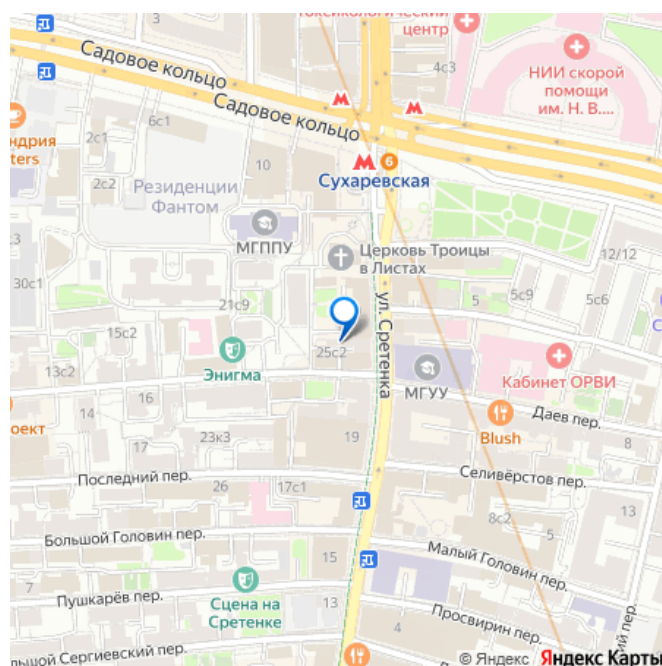 Токсикологический
центр
4с3
НИИ скорой
помощи
им. Н. В....
Садовое кольцо
Садовое кольцо
6с1
2с1
2с2
10
Резиденции
Фантом
6
Сухаревская
МГППУ
Церковь Троицы
в Листах
12/12
30с1
21с9
5
5с9
5с6
15с2
13с2
Энигма
25с2
ул. Сретенка
МГУУ
Кабинет ОРВИ
Blush
Даев пер.
8
14
16
17
23к3
19
Последний пер.
26
17с1
Селивёрстов пер.
13
8с2
Большой Головин пер.
15
Малый Головин пер.
7
Пушкарёв пер.
13
Сцена на
Сретенке
Просвирин пер.
4
© Яндекс Яндекс Карты